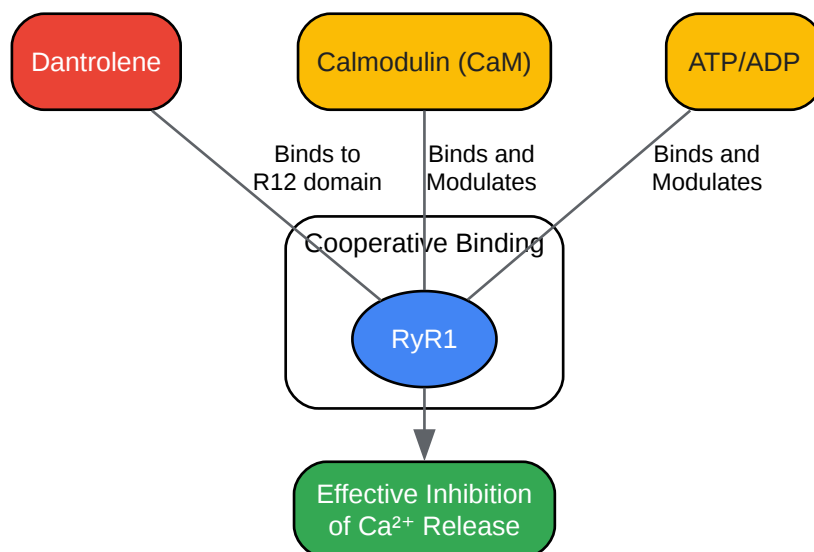 Dantrolene
Calmodulin (CaM)
ATP/ADP
Binds to
R12 domain
Binds and
Modulates
Binds and
Modulates
Cooperative Binding
RyR1
Effective Inhibition
of Ca²⁺ Release